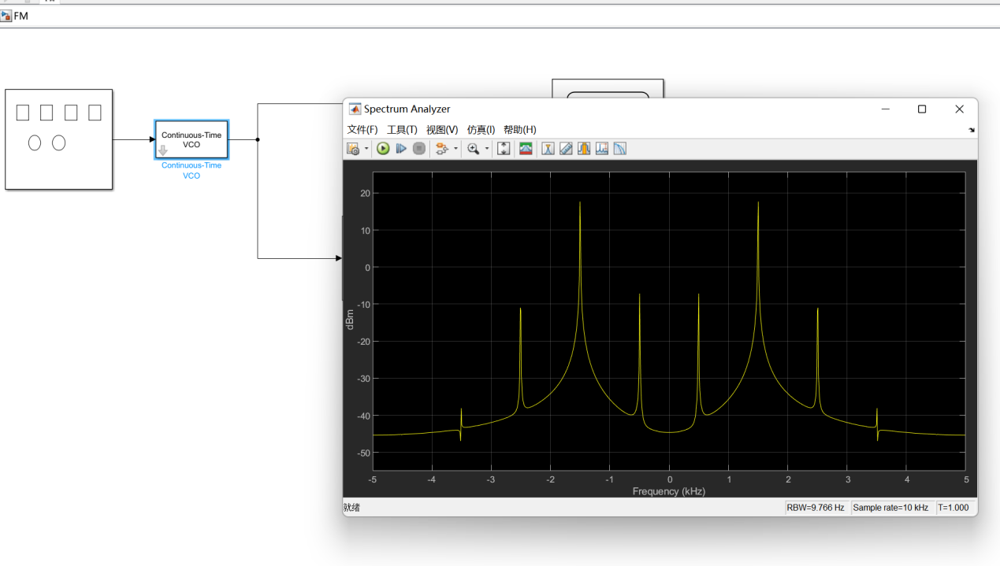 FM
Continuous-Time
VCO
Continuous-Time
VCO
Spectrum Analyzer
文件(F) 工具(T) 视图(V) 仿真(I) 帮助(H)
20
10
0
-10
-20
-30
-40
-50
dBm
-5 -4 -3 -2 -1 0 1 2 3 4 5
Frequency (kHz)
就绪 RBW=9.766 Hz Sample rate=10 kHz T=1.000